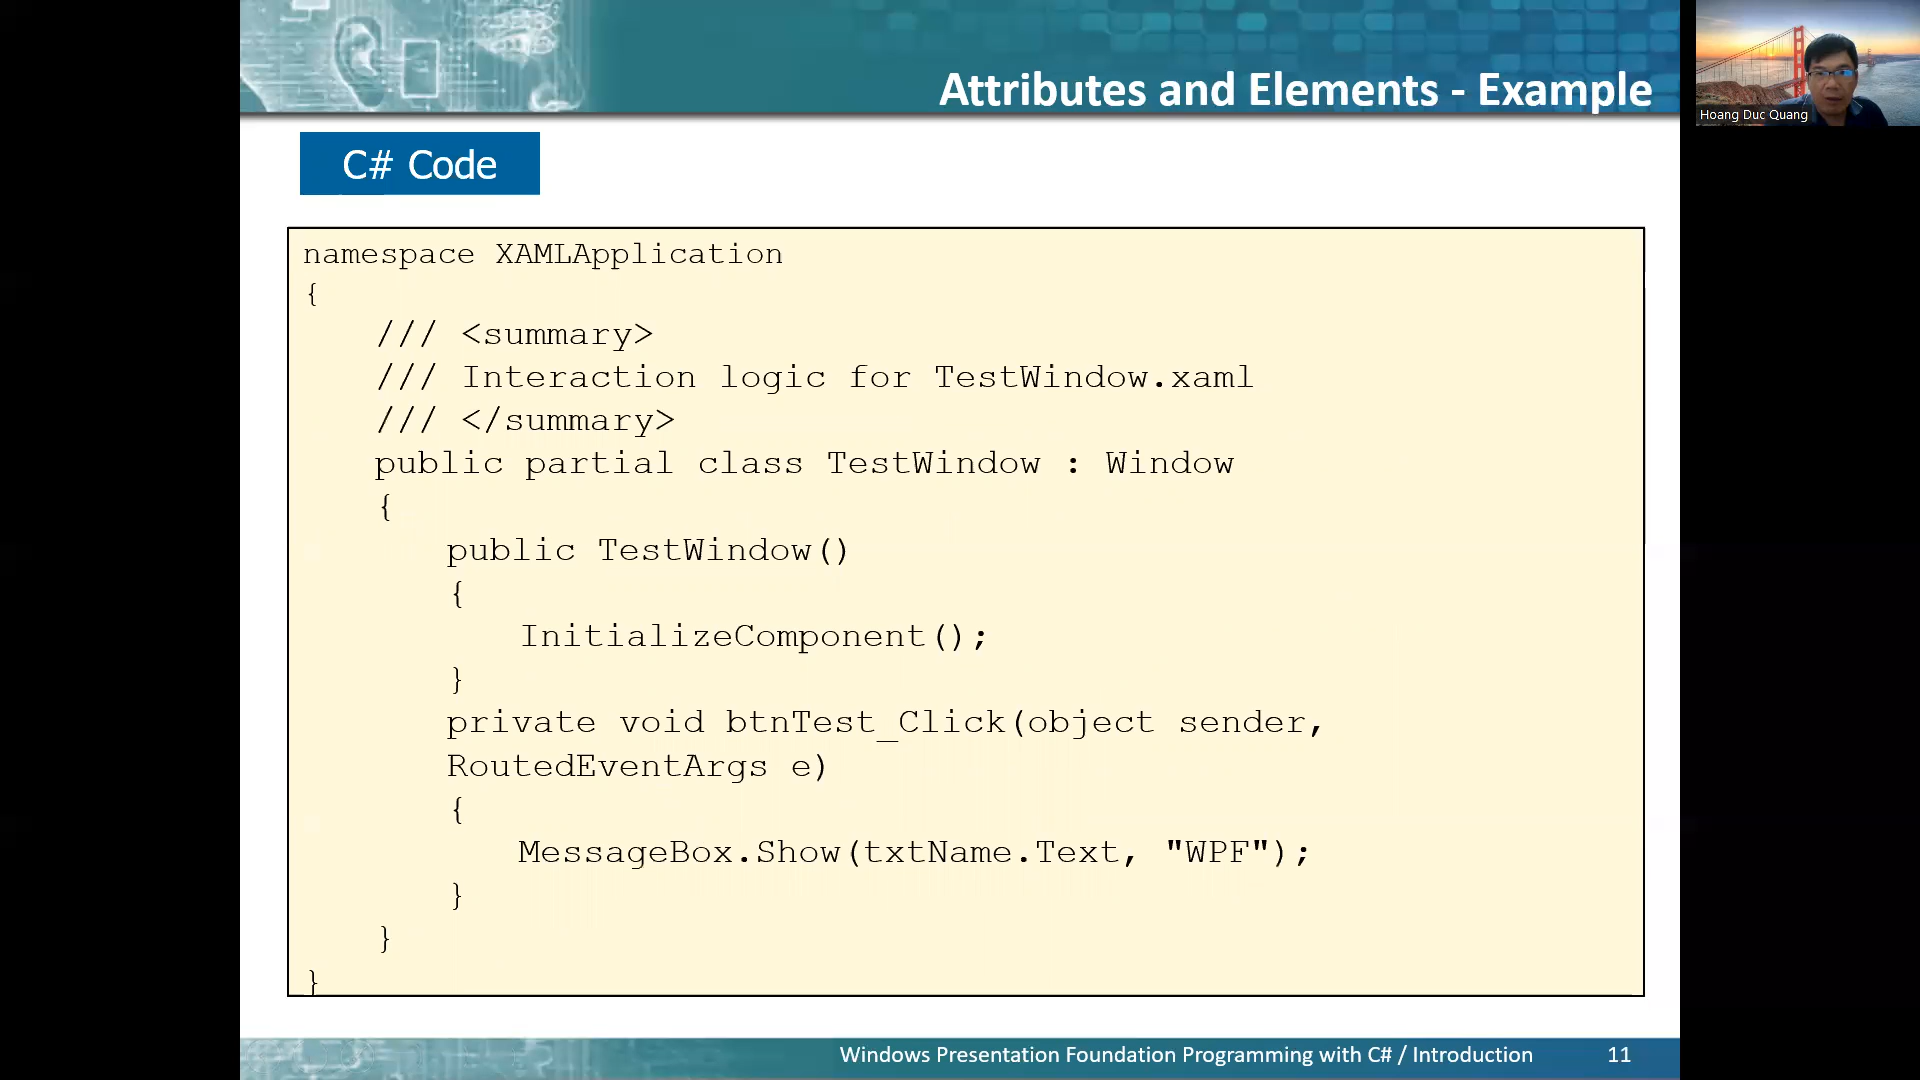 Attributes and Elements - Example
Hoang Duc Quang
C# Code
namespace XAMLApplication
{
/// <summary>
/// Interaction logic for TestWindow.xaml
/// </summary>
public partial class TestWindow : Window
{
public TestWindow()
{
InitializeComponent();
}
private void btnTest_Click(object sender,
RoutedEventArgs e)
{
MessageBox.Show(txtName.Text, "WPF");
}
}
}
Windows Presentation Foundation Programming with C# / Introduction 11